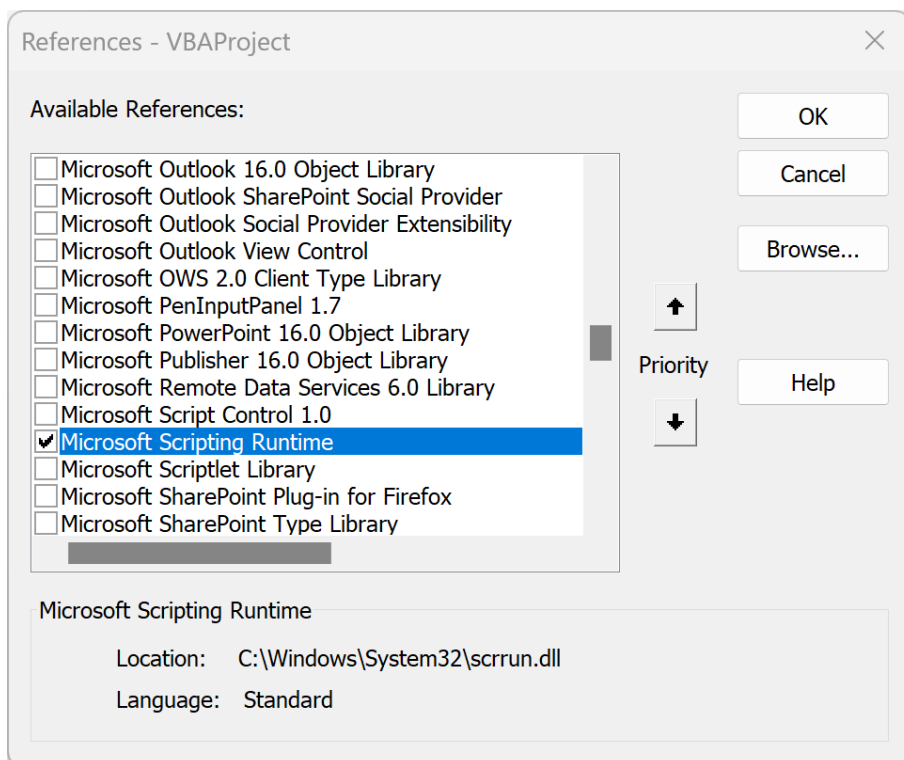 References - VBAProject
Available References:
Microsoft Outlook 16.0 Object Library
Microsoft Outlook SharePoint Social Provider
Microsoft Outlook Social Provider Extensibility
Microsoft Outlook View Control
Microsoft OWS 2.0 Client Type Library
Microsoft PenInputPanel 1.7
Microsoft PowerPoint 16.0 Object Library
Microsoft Publisher 16.0 Object Library
Microsoft Remote Data Services 6.0 Library
Microsoft Script Control 1.0
Microsoft Scripting Runtime
Microsoft Scriptlet Library
Microsoft SharePoint Plug-in for Firefox
Microsoft SharePoint Type Library
Priority
OK
Cancel
Browse...
Help
Microsoft Scripting Runtime
Location: C:\Windows\System32\scrrun.dll
Language: Standard